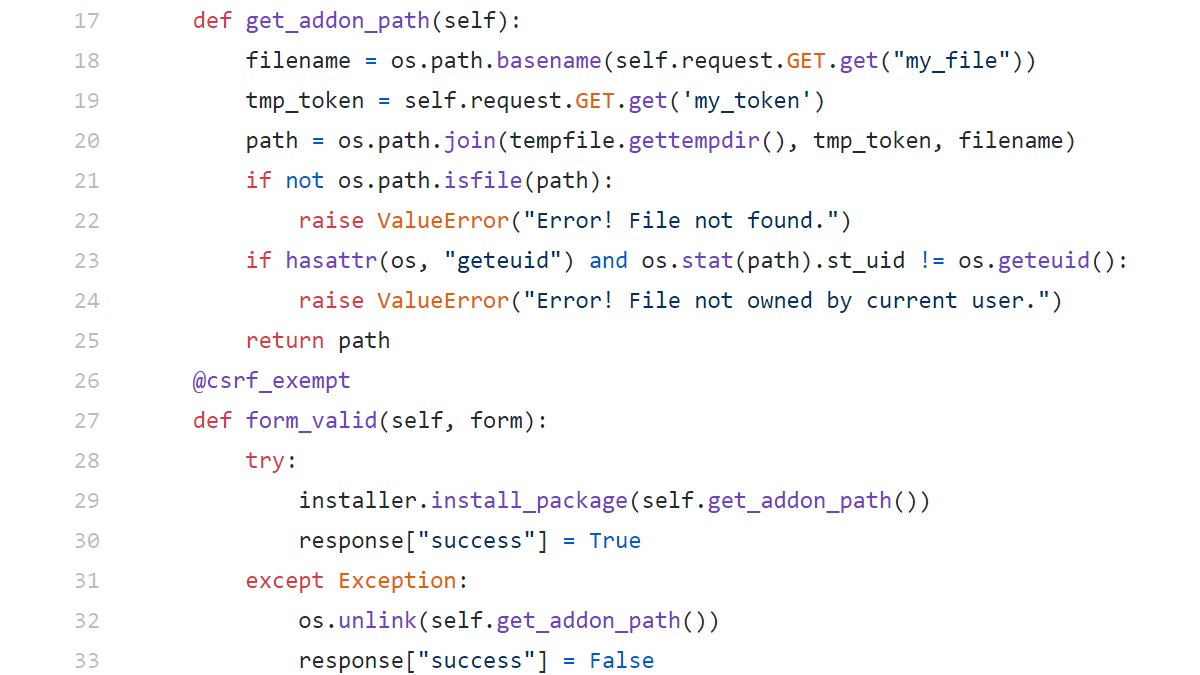 17 def get_addon_path(self):
18 filename = os.path.basename(self.request.GET.get("my_file"))
19 tmp_token = self.request.GET.get('my_token')
20 path = os.path.join(tempfile.gettempdir(), tmp_token, filename)
21 if not os.path.isfile(path):
22 raise ValueError("Error! File not found.")
23 if hasattr(os, "geteuid") and os.stat(path).st_uid != os.geteuid():
24 raise ValueError("Error! File not owned by current user.")
25 return path
26 @csrf_exempt
27 def form_valid(self, form):
28 try:
29 installer.install_package(self.get_addon_path())
30 response["success"] = True
31 except Exception:
32 os.unlink(self.get_addon_path())
33 response["success"] = False